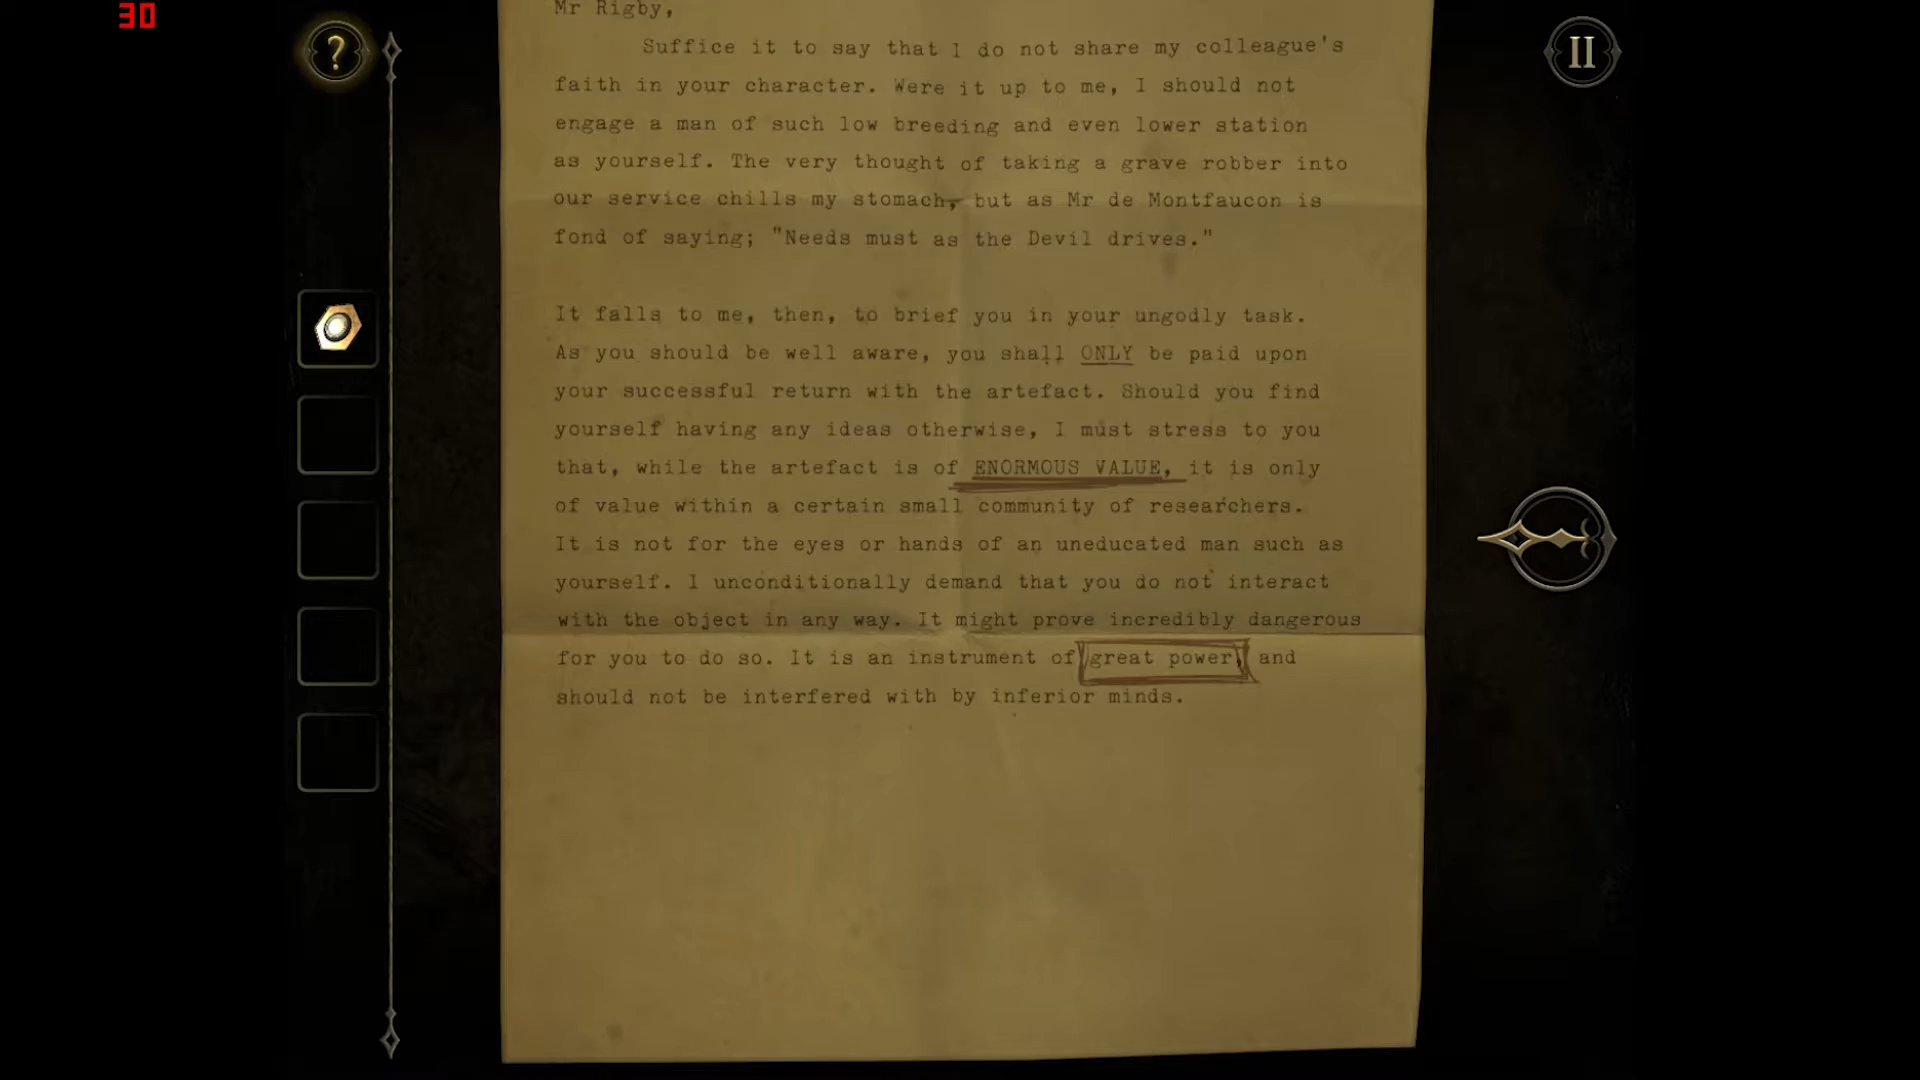 30
?
II
Mr Rigby,
Suffice it to say that I do not share my colleague's
faith in your character. Were it up to me, I should not
engage a man of such low breeding and even lower station
as yourself. The very thought of taking a grave robber into
our service chills my stomach, but as Mr de Montfaucon is
fond of saying; "Needs must as the Devil drives."
It falls to me, then, to brief you in your ungodly task.
As you should be well aware, you shall ONLY be paid upon
your successful return with the artefact. Should you find
yourself having any ideas otherwise, I must stress to you
that, while the artefact is of ENORMOUS VALUE, it is only
of value within a certain small community of researchers.
It is not for the eyes or hands of an uneducated man such as
yourself. I unconditionally demand that you do not interact
with the object in any way. It might prove incredibly dangerous
for you to do so. It is an instrument of great power, and
should not be interfered with by inferior minds.